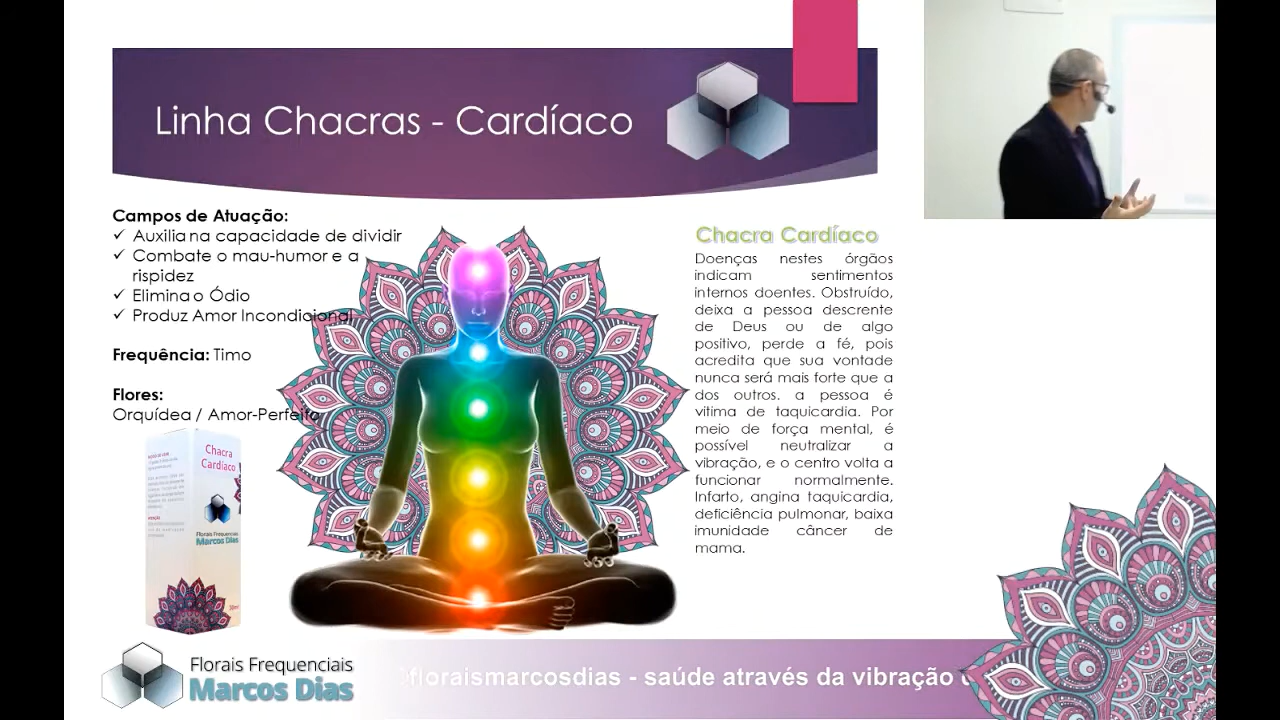 Linha Chacras - Cardíaco
Campos de Atuação:
✓ Auxilia na capacidade de dividir
✓ Combate o mau-humor e a
rispidez
✓ Elimina o Ódio
✓ Produz Amor Incondicional
Frequência: Timo
Flores:
Orquídea / Amor-Perfeito
Chacra Cardíaco
Doenças nestes órgãos
indicam sentimentos
internos doentes. Obstruído,
deixa a pessoa descrente
de Deus ou de algo
positivo, perde a fé, pois
acredita que sua vontade
nunca será mais forte que a
dos outros. a pessoa é
vítima de taquicardia. Por
meio de força mental, é
possível neutralizar a
vibração, e o centro volta a
funcionar normalmente.
Infarto, angina taquicardia,
deficiência pulmonar, baixa
imunidade câncer de
mama.
Chacra
Cardíaco
Florais Frequenciais
Marcos Dias
Florais Frequenciais
Marcos Dias
floraismarcosdias - saúde através da vibração